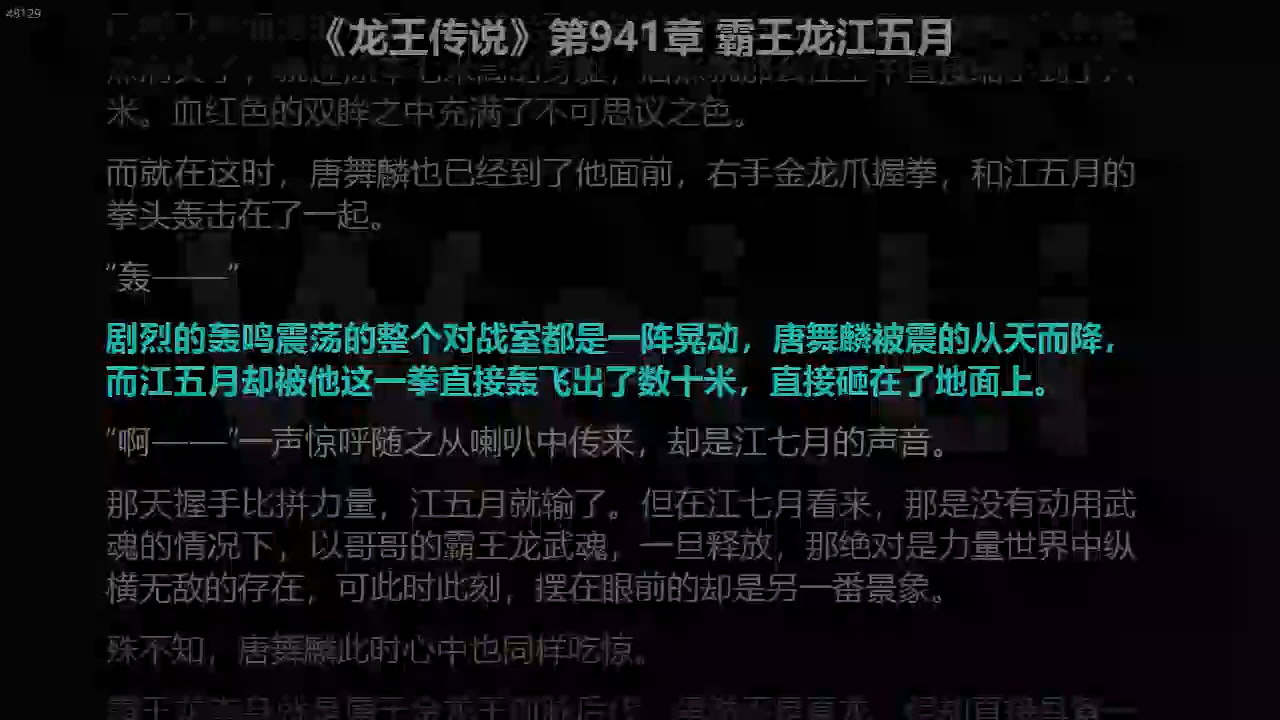 48129
《龙王传说》第941章 霸王龙江五月
米。血红色的双眸之中充满了不可思议之色。
而就在这时，唐舞麟也已经到了他面前，右手金龙爪握拳，和江五月的
拳头轰击在了一起。
“轰———”
剧烈的轰鸣震荡的整个对战室都是一阵晃动，唐舞麟被震的从天而降，
而江五月却被他这一拳直接轰飞出了数十米，直接砸在了地面上。
“啊———”一声惊呼随之从喇叭中传来，却是江七月的声音。
那天握手比拼力量，江五月就输了。但在江七月看来，那是没有动用武
魂的情况下，以哥哥的霸王龙武魂，一旦释放，那绝对是力量世界中纵
横无敌的存在，可此时此刻，摆在眼前的却是另一番景象。
殊不知，唐舞麟此时心中也同样吃惊。